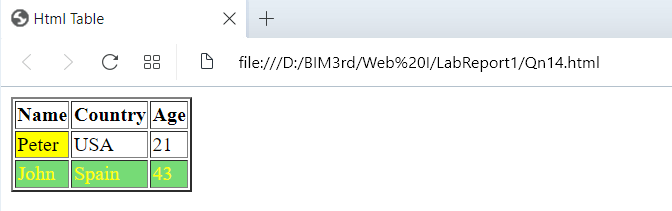 Html Table
file:///D:/BIM3rd/Web%20I/LabReport1/Qn14.html
Name Country Age
Peter USA 21
John Spain 43